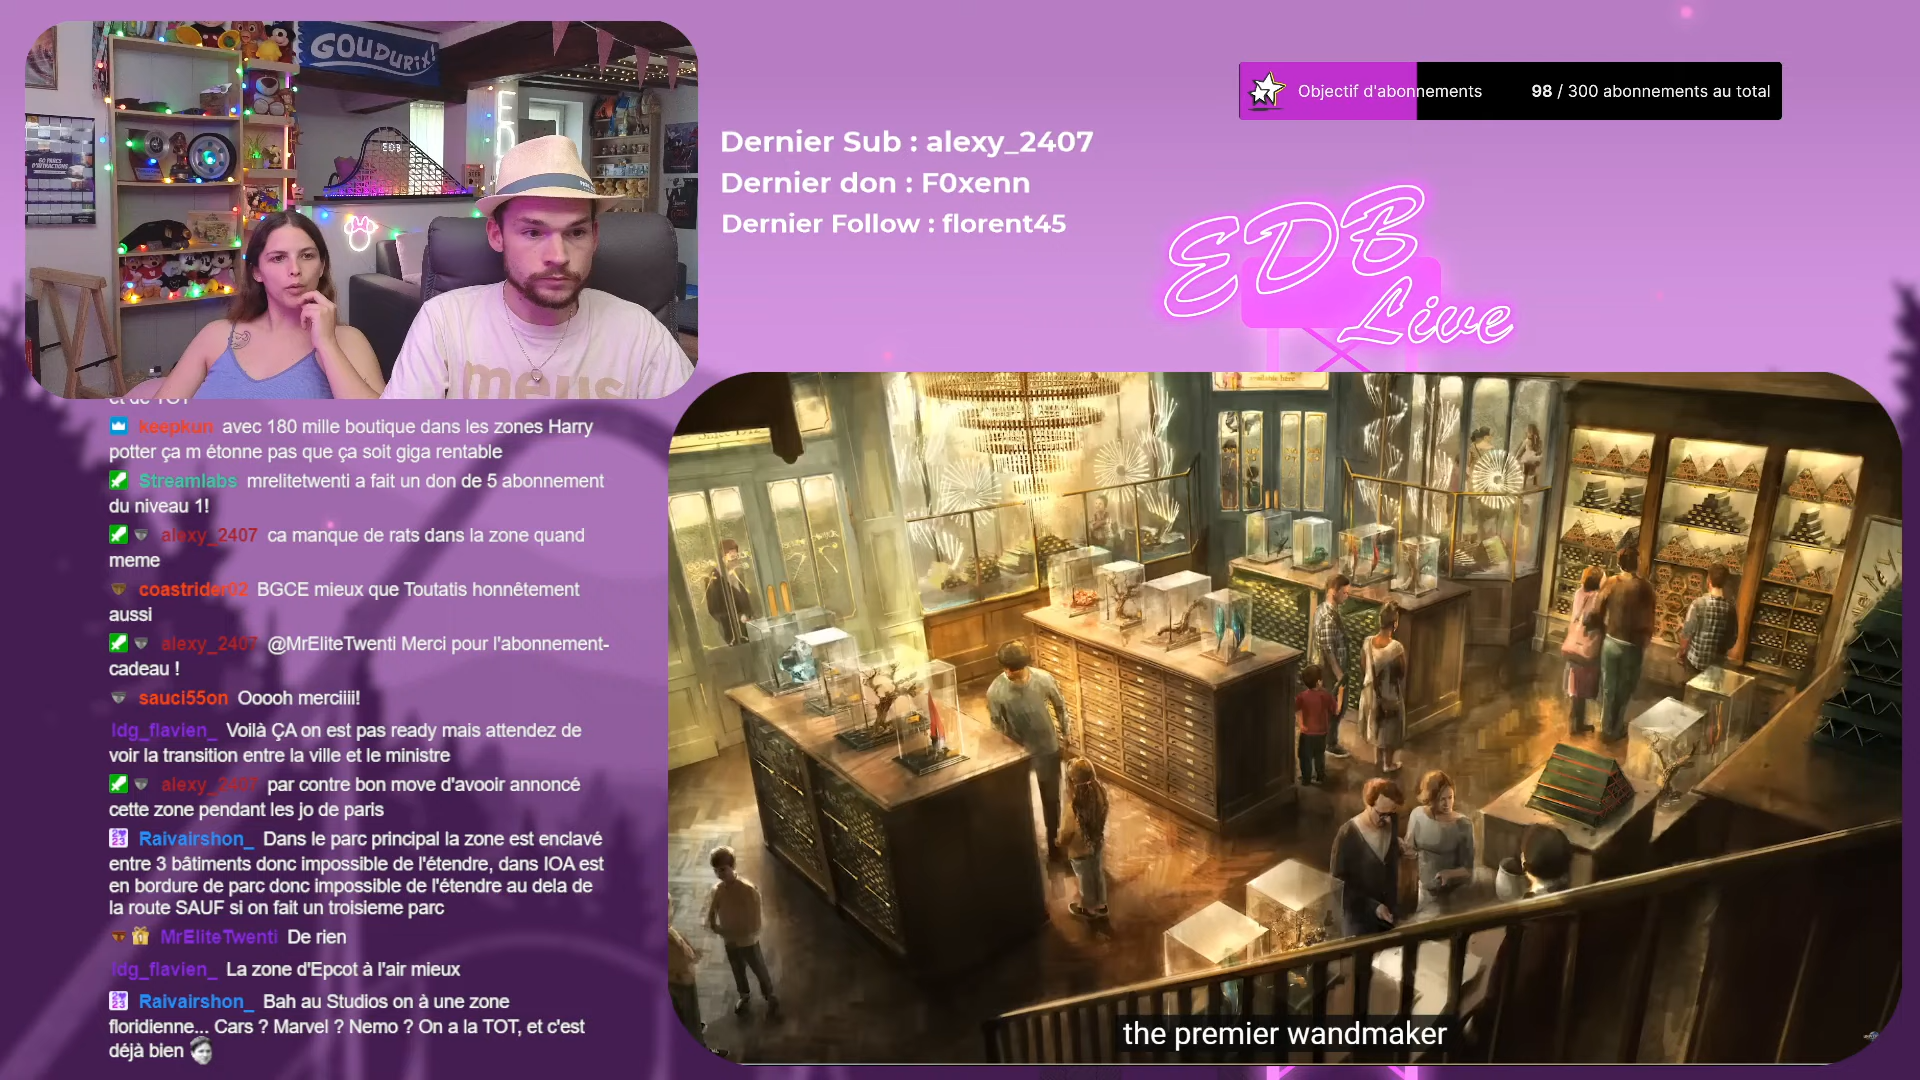 GOUDURIX!
EDB
60 PARCS
D'ATTRACTIONS
meus
Objectif d'abonnements
98 / 300 abonnements au total
Dernier Sub : alexy_2407
Dernier don : F0xenn
Dernier Follow : florent45
EDB
Live
et de TOT
keepkun avec 180 mille boutique dans les zones Harry
potter ça m étonne pas que ça soit giga rentable
Streamlabs mrelitetwenti a fait un don de 5 abonnement
du niveau 1!
alexy_2407 ca manque de rats dans la zone quand
meme
coastrider02 BGCE mieux que Toutatis honnêtement
aussi
alexy_2407 @MrEliteTwenti Merci pour l'abonnement-
cadeau !
sauci55on Ooooh merciiii!
ldg_flavien_ Voilà ÇA on est pas ready mais attendez de
voir la transition entre la ville et le ministre
alexy_2407 par contre bon move d'avooir annoncé
cette zone pendant les jo de paris
Raivairshon_ Dans le parc principal la zone est enclavé
entre 3 bâtiments donc impossible de l'étendre, dans IOA est
en bordure de parc donc impossible de l'étendre au dela de
la route SAUF si on fait un troisieme parc
MrEliteTwenti De rien
ldg_flavien_ La zone d'Epcot à l'air mieux
Raivairshon_ Bah au Studios on à une zone
floridienne... Cars ? Marvel ? Nemo ? On a la TOT, et c'est
déjà bien
the premier wandmaker